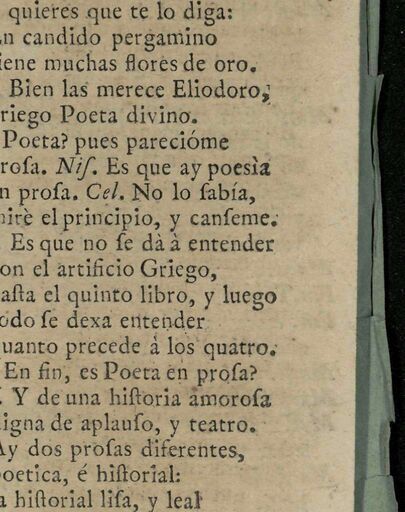 quieres que te lo diga:
n candido pergamino
iene muchas flores de oro.
Bien las merece Eliodoro,
riego Poeta divino.
Poeta? pues parecióme
rosa. Niſ. Es que ay poesìa
n prosa. Cel. No lo ſabía,
mirè el principio, y canſeme.
Es que no ſe dà à entender
on el artificio Griego,
aſta el quinto libro, y luego
odo ſe dexa entender
uanto precede á los quatro.
En fin, es Poeta en proſa?
Y de una hiſtoria amoroſa
igna de aplauſo, y teatro.
Ay dos proſas diferentes,
oetica, é hiſtorial:
a hiſtorial liſa, y leal